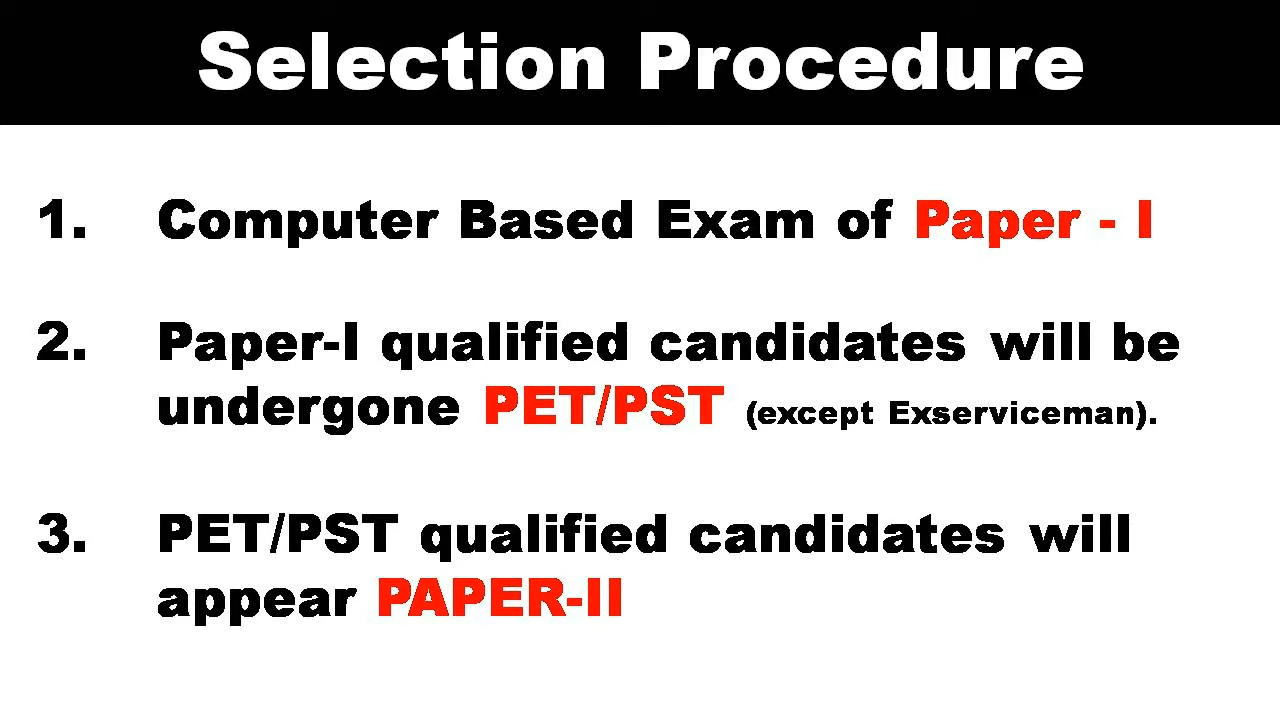 Selection Procedure
1. Computer Based Exam of Paper - I
2. Paper-I qualified candidates will be
undergone PET/PST (except Exserviceman).
3. PET/PST qualified candidates will
appear PAPER-II